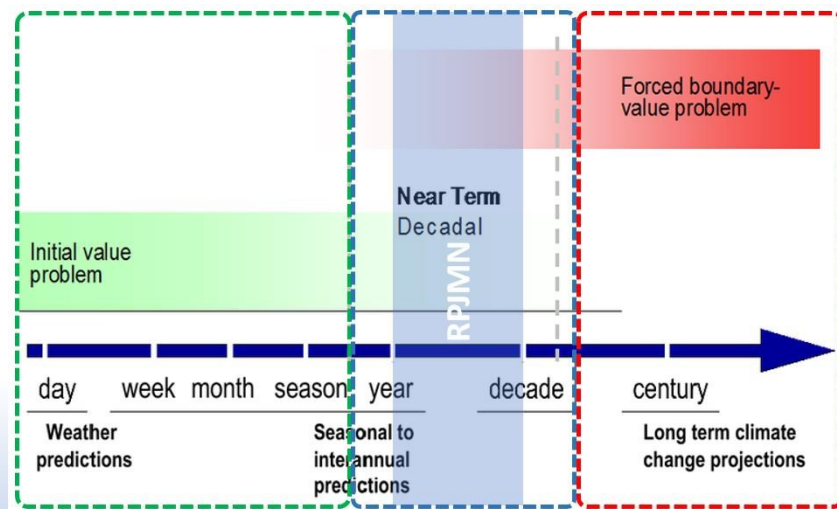 Forced boundary-
value problem
Near Term
Decadal
Initial value
problem
RPJMN
day week month season year decade century
Weather
predictions
Seasonal to
interannual
predictions
Long term climate
change projections